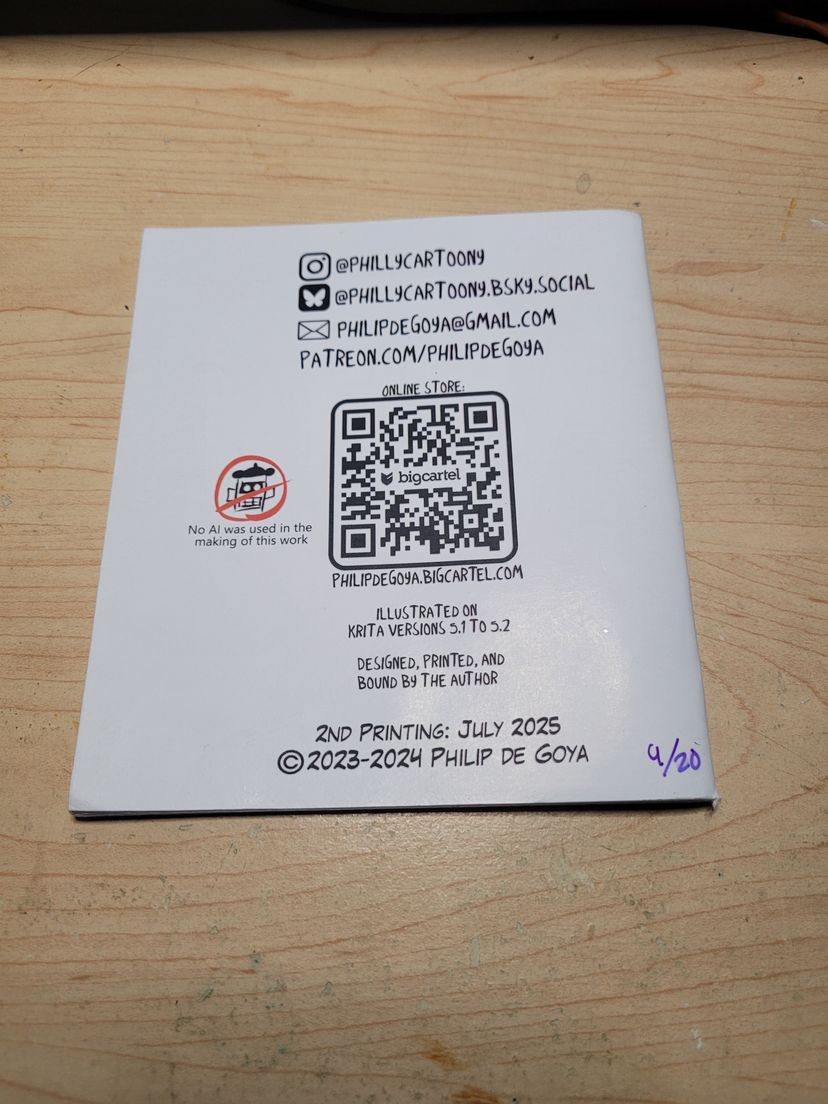 @PHILLYCARTOONY
@PHILLYCARTOONY.BSKY.SOCIAL
PHILIPDEGOYA@GMAIL.COM
PATREON.COM/PHILIPDEGOYA
ONLINE STORE:
bigcartel
No AI was used in the
making of this work
PHILIPDEGOYA.BIGCARTEL.COM
ILLUSTRATED ON
KRITA VERSIONS 5.1 TO 5.2
DESIGNED, PRINTED, AND
BOUND BY THE AUTHOR
2ND PRINTING: JULY 2025
©2023-2024 PHILIP DE GOYA
9/20